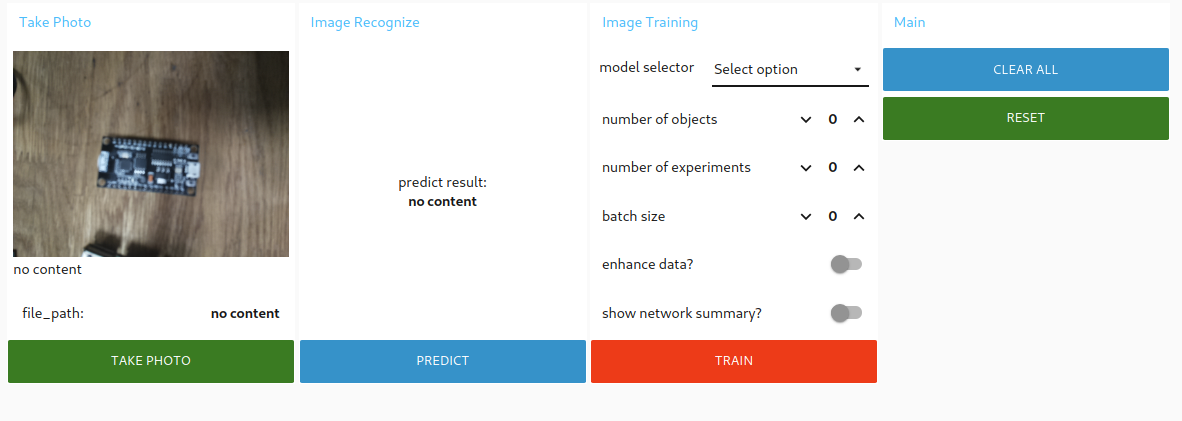 Take Photo
no content
file_path: no content
TAKE PHOTO
Image Recognize
predict result:
no content
PREDICT
Image Training
model selector Select option
number of objects 0
number of experiments 0
batch size 0
enhance data?
show network summary?
TRAIN
Main
CLEAR ALL
RESET